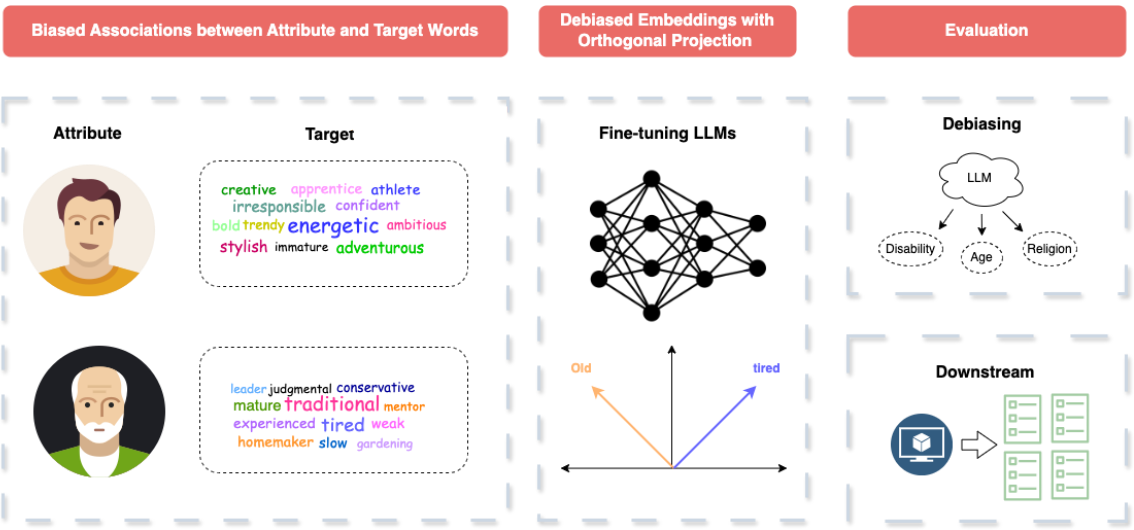 Biased Associations between Attribute and Target Words
Attribute
Target
creative apprentice athlete
irresponsible confident
bold trendy energetic ambitious
stylish immature adventurous
leader judgmental conservative
mature traditional mentor
experienced tired weak
homemaker slow gardening
Debiased Embeddings with
Orthogonal Projection
Fine-tuning LLMs
Old
tired
Evaluation
Debiasing
LLM
Disability
Age
Religion
Downstream